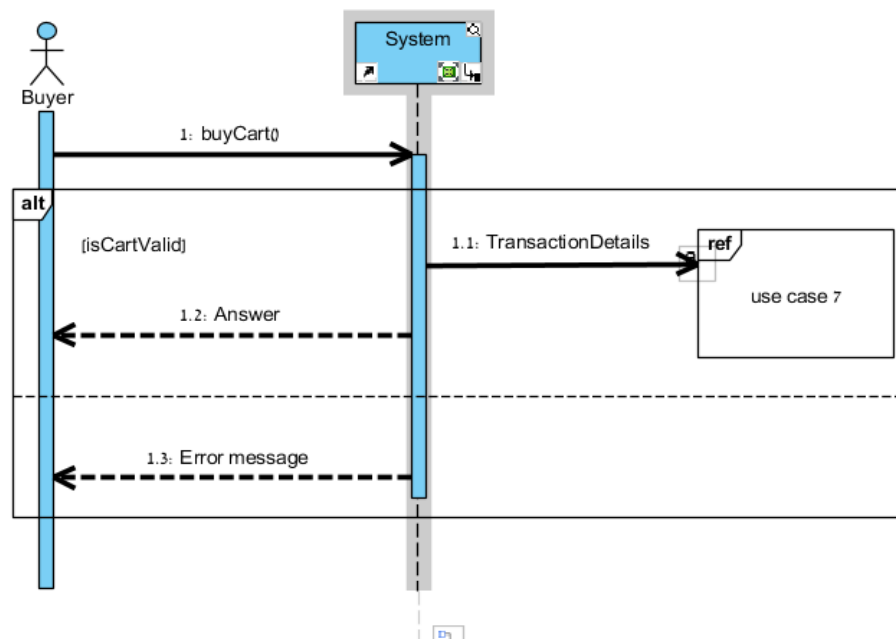 System
Buyer
1: buyCart()
alt
[isCartValid]
1.1: TransactionDetails
ref
use case 7
1.2: Answer
1.3: Error message